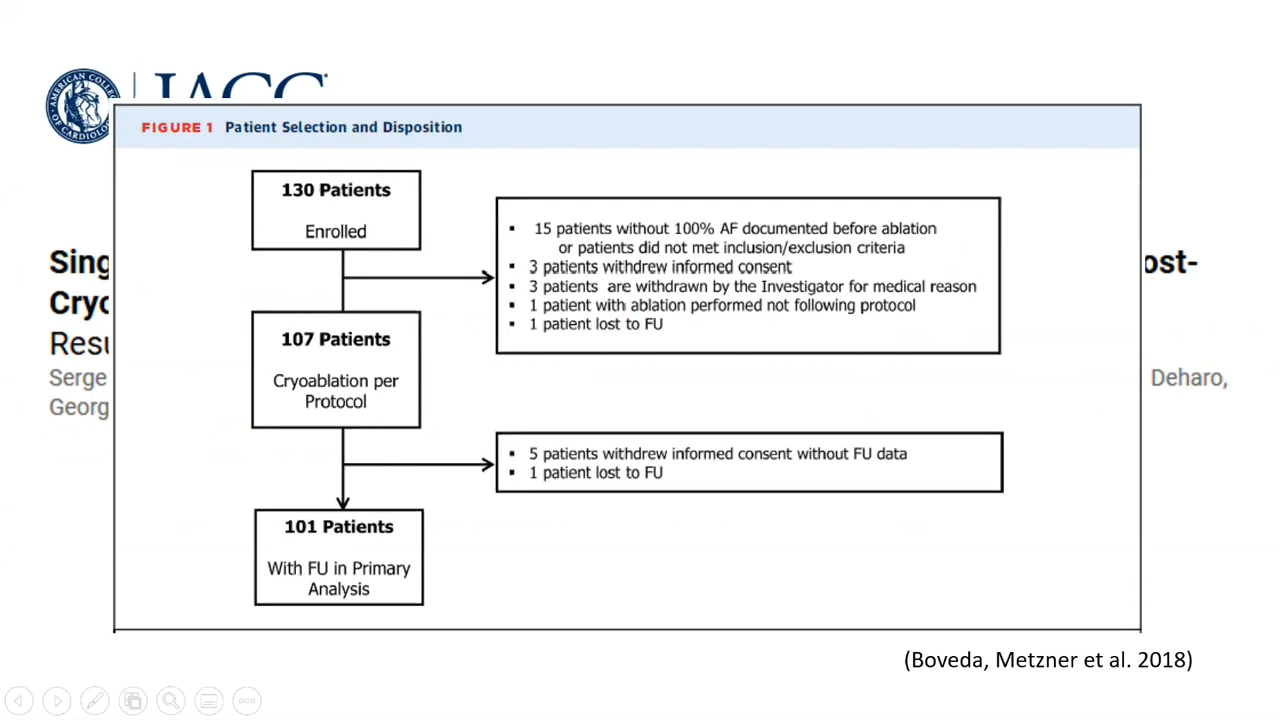 AMERICAN COLLEGE OF CARDIOLOGY
JACC
FIGURE 1 Patient Selection and Disposition
130 Patients
Enrolled
▪ 15 patients without 100% AF documented before ablation
or patients did not met inclusion/exclusion criteria
▪ 3 patients withdrew informed consent
▪ 3 patients are withdrawn by the Investigator for medical reason
▪ 1 patient with ablation performed not following protocol
▪ 1 patient lost to FU
107 Patients
Cryoablation per
Protocol
▪ 5 patients withdrew informed consent without FU data
▪ 1 patient lost to FU
101 Patients
With FU in Primary
Analysis
Sing
ost-
Cryo
Resu
Serge
Deharo,
Georg
(Boveda, Metzner et al. 2018)